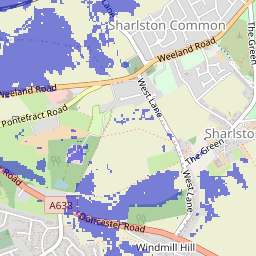 Sharlston Common
Weeland Road
The Green
Weeland Road
West Lane
Pontefract Road
Sharlston
The Green
West Lane
A638
Doncaster Road
Windmill Hill